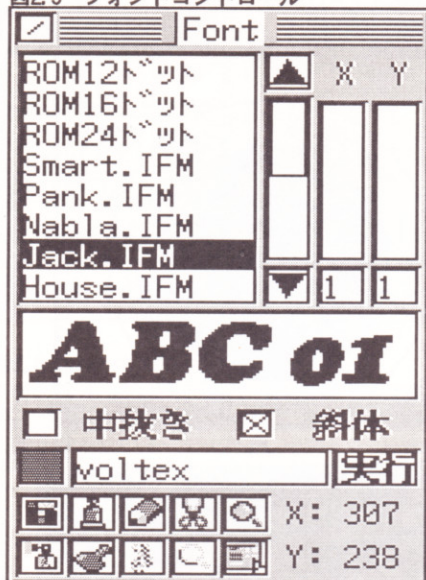 図2.9 フォントコントロール
Font
ROM12ドット
ROM16ドット
ROM24ドット
Smart.IFM
Pank.IFM
Nabla.IFM
Jack.IFM
House.IFM
X Y
1 1
ABC 01
中抜き 斜体
voltex 実行
X: 307
Y: 238